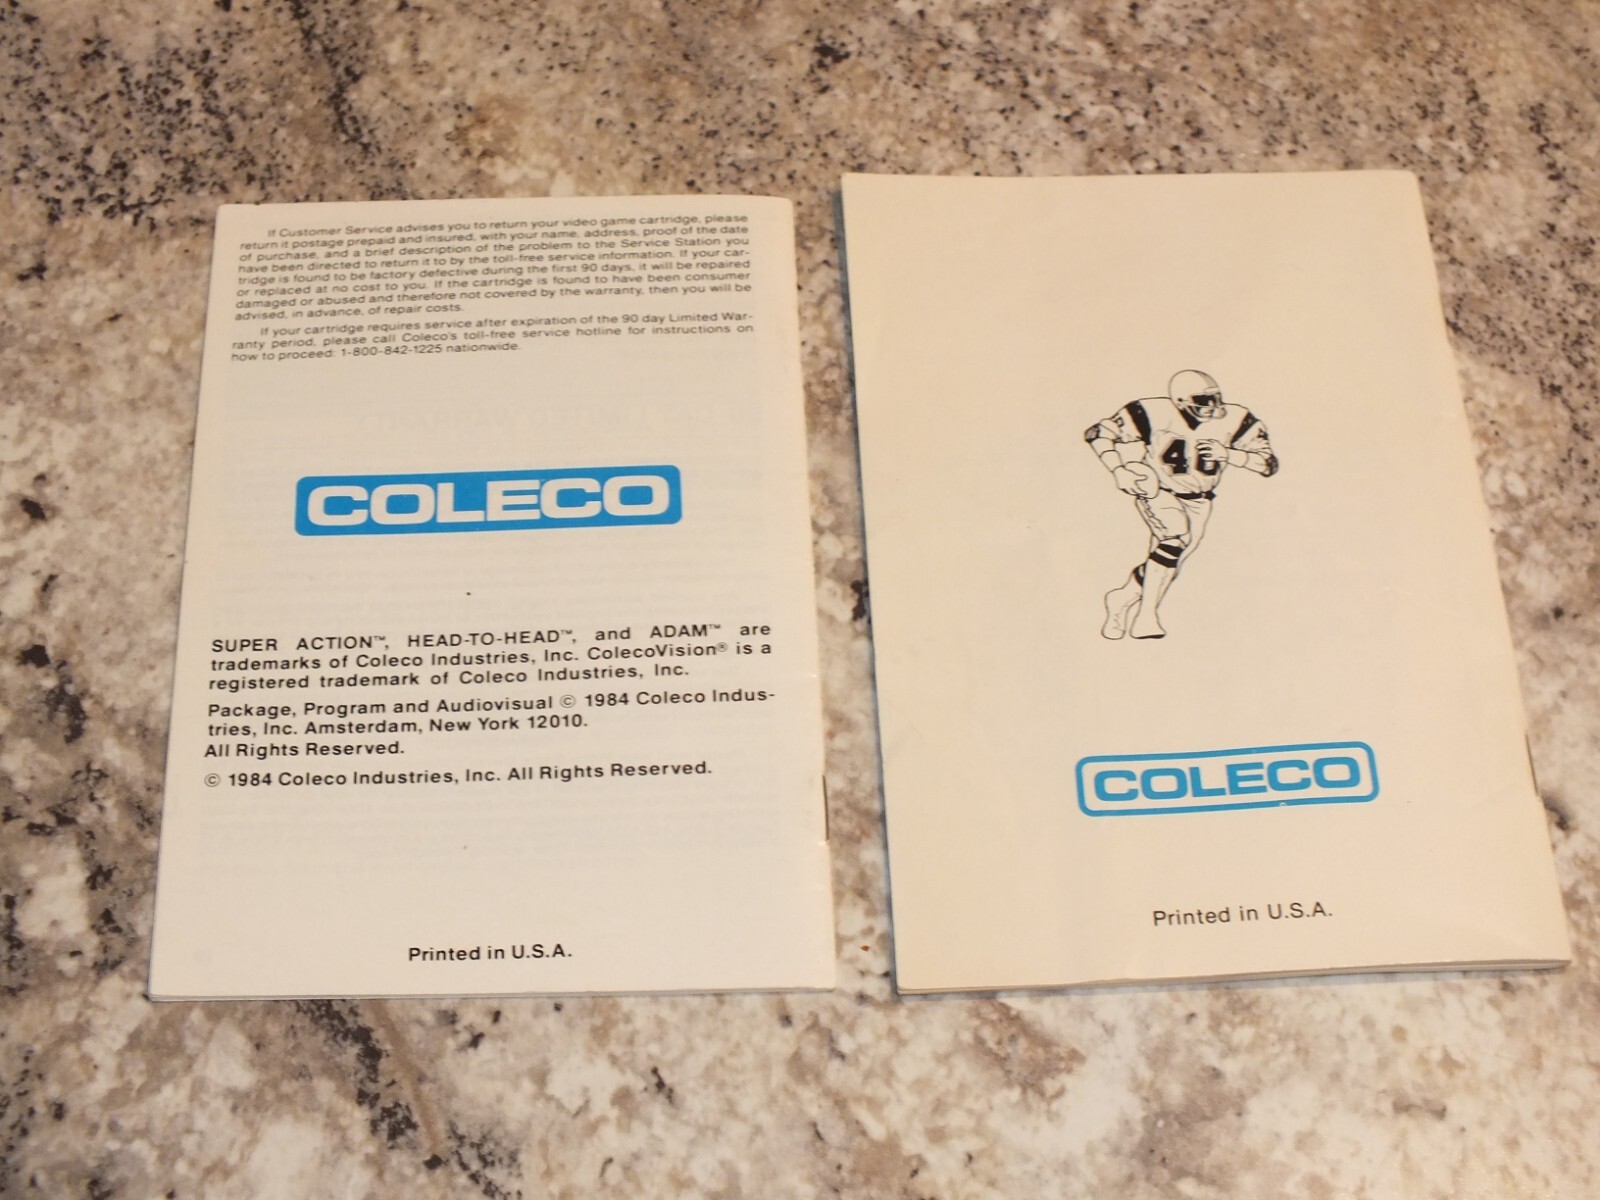 If Customer Service advises you to return your video game cartridge, please
return it postage prepaid and insured, with your name, address, proof of the date
of purchase, and a brief description of the problem to the Service Station you
have been directed to return it to by the toll-free service information. If your car-
tridge is found to be factory defective during the first 90 days, it will be repaired
or replaced at no cost to you. If the cartridge is found to have been consumer
damaged or abused and therefore not covered by the warranty, then you will be
advised, in advance, of repair costs.
If your cartridge requires service after expiration of the 90 day Limited War-
ranty period, please call Coleco's toll-free service hotline for instructions on
how to proceed: 1-800-842-1225 nationwide.
COLECO
SUPER ACTION™, HEAD-TO-HEAD™, and ADAM™ are
trademarks of Coleco Industries, Inc. ColecoVision® is a
registered trademark of Coleco Industries, Inc.
Package, Program and Audiovisual © 1984 Coleco Indus-
tries, Inc. Amsterdam, New York 12010.
All Rights Reserved.
© 1984 Coleco Industries, Inc. All Rights Reserved.
Printed in U.S.A.
COLECO
Printed in U.S.A.